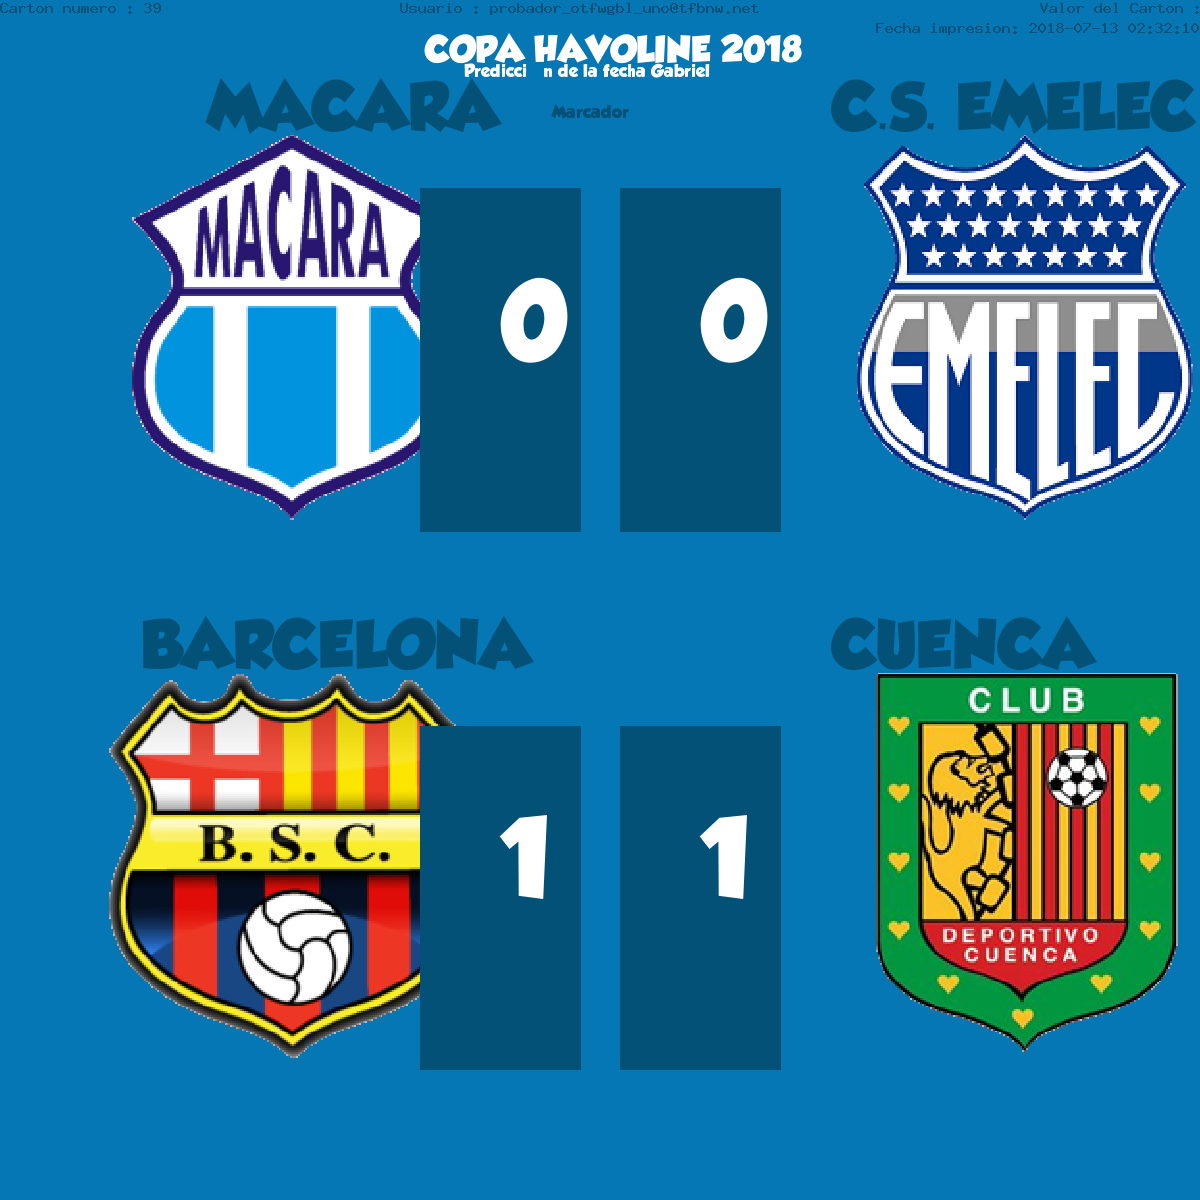 Carton numero : 39
Usuario : probador_otfwgbl_uno@tfbnw.net
Valor del Carton :
Fecha impresion: 2018-07-13 02:32:10
COPA HAVOLINE 2018
Predicci n de la fecha Gabriel
MACARA
Marcador
C.S. EMELEC
MACARA
0
0
EMELEC
BARCELONA
CUENCA
B. S. C.
1
1
CLUB
DEPORTIVO
CUENCA